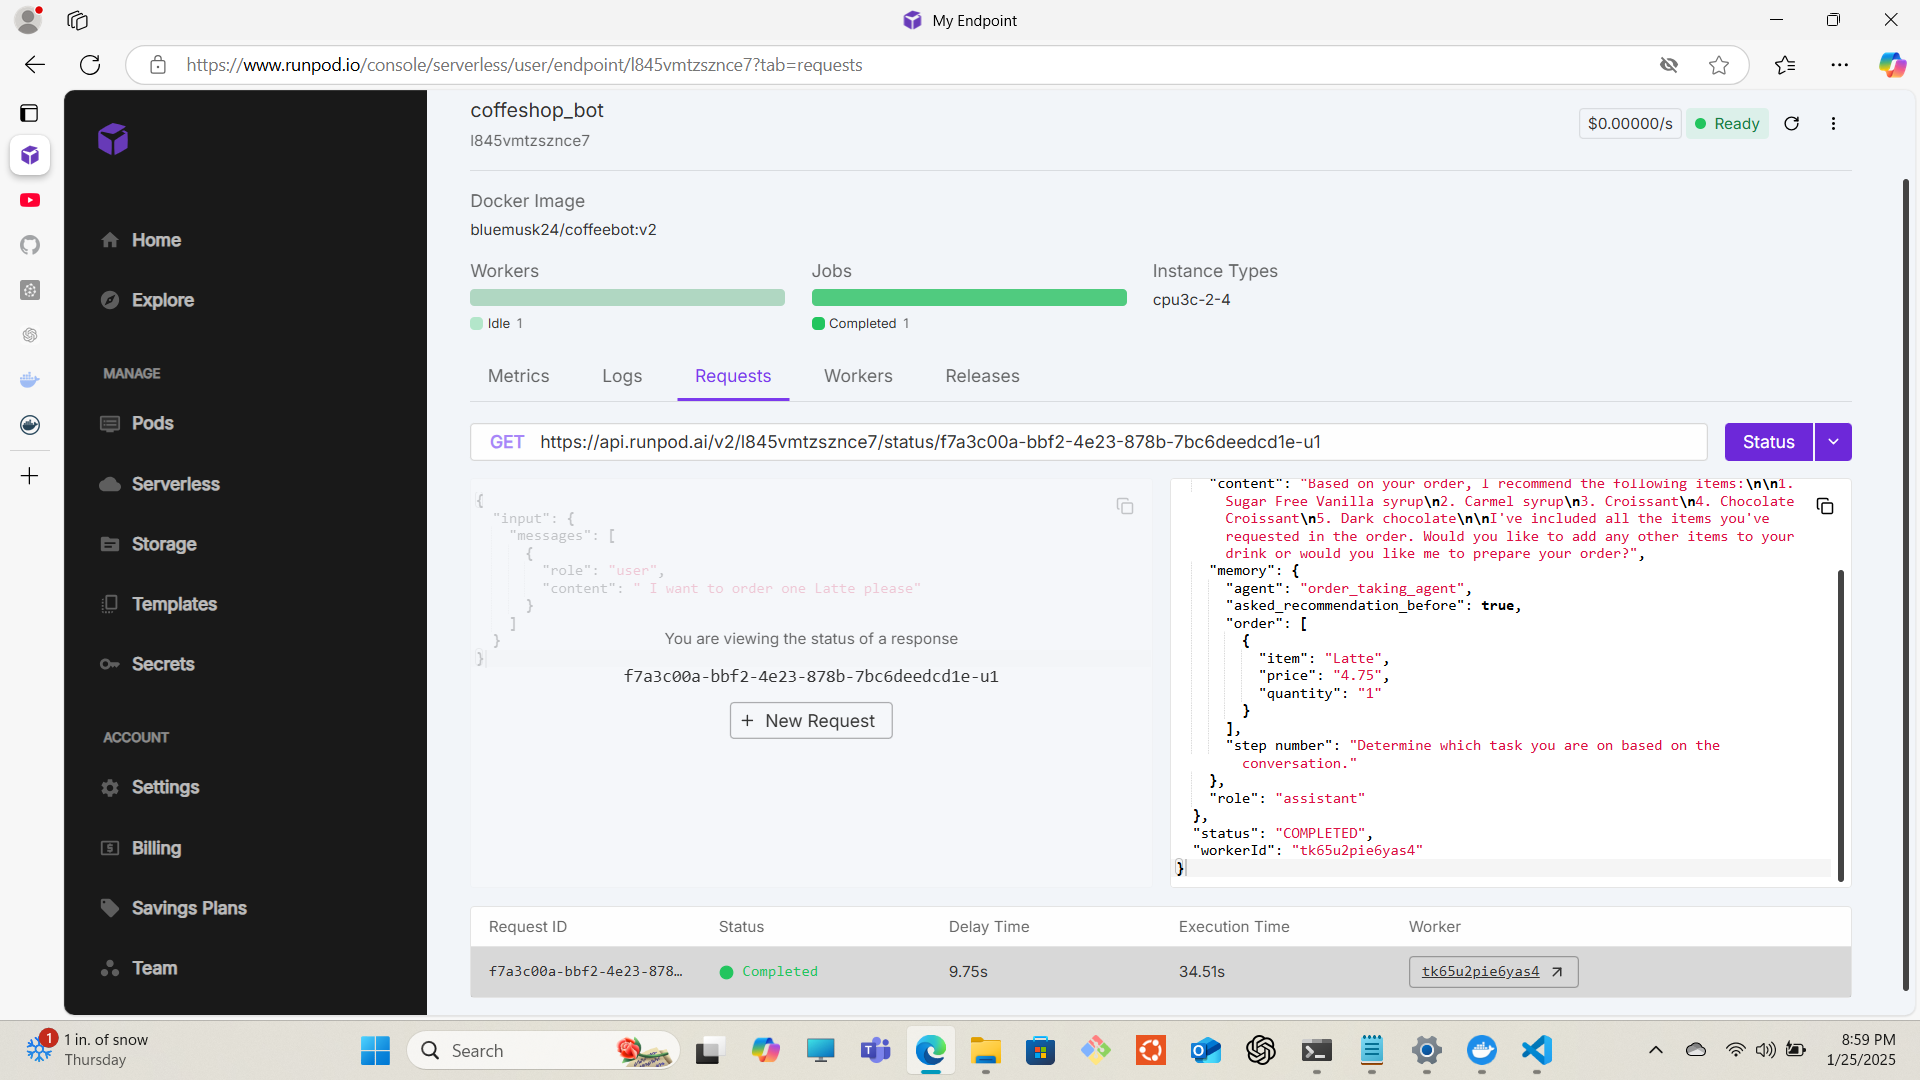 My Endpoint
https://www.runpod.io/console/serverless/user/endpoint/l845vmtzsznce7?tab=requests
coffeshop_bot
l845vmtzsznce7
$0.00000/s
Ready
Home
Explore
MANAGE
Pods
Serverless
Storage
Templates
Secrets
ACCOUNT
Settings
Billing
Savings Plans
Team
Docker Image
bluemusk24/coffeebot:v2
Workers
Idle 1
Jobs
Completed 1
Instance Types
cpu3c-2-4
Metrics
Logs
Requests
Workers
Releases
GET https://api.runpod.ai/v2/l845vmtzsznce7/status/f7a3c00a-bbf2-4e23-878b-7bc6deedcd1e-u1
Status
{
"input": {
"messages": [
{
"role": "user",
"content": " I want to order one Latte please"
}
]
}
}
You are viewing the status of a response
f7a3c00a-bbf2-4e23-878b-7bc6deedcd1e-u1
+ New Request
"content": "Based on your order, I recommend the following items:\n\n1.
Sugar Free Vanilla syrup\n2. Carmel syrup\n3. Croissant\n4. Chocolate
Croissant\n5. Dark chocolate\n\nI've included all the items you've
requested in the order. Would you like to add any other items to your
drink or would you like me to prepare your order?",
"memory": {
"agent": "order_taking_agent",
"asked_recommendation_before": true,
"order": [
{
"item": "Latte",
"price": "4.75",
"quantity": "1"
}
],
"step number": "Determine which task you are on based on the
conversation."
},
"role": "assistant"
},
"status": "COMPLETED",
"workerId": "tk65u2pie6yas4"
}
Request ID Status Delay Time Execution Time Worker
f7a3c00a-bbf2-4e23-878… Completed 9.75s 34.51s tk65u2pie6yas4
1
1 in. of snow
Thursday
Search
8:59 PM
1/25/2025